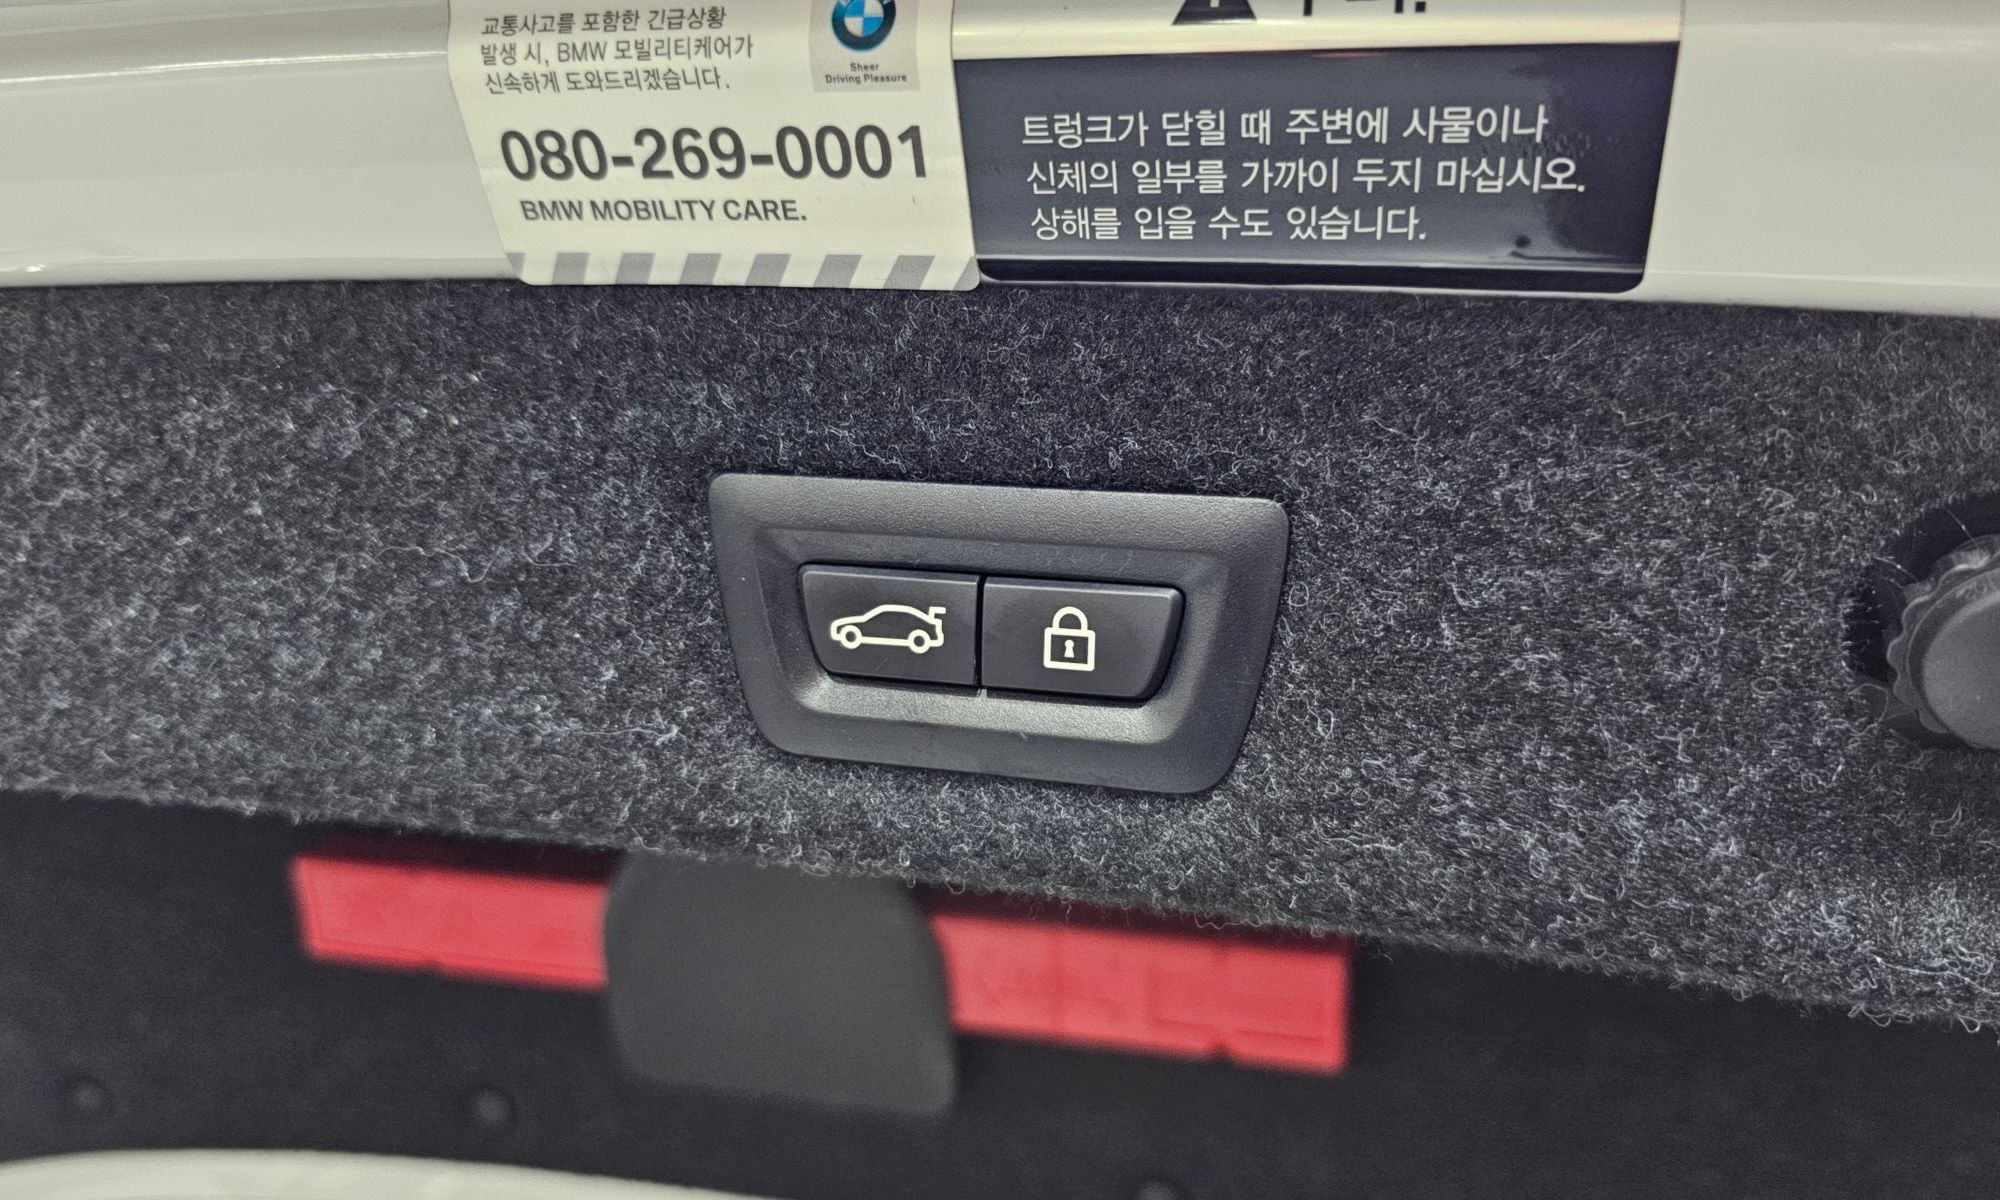 교통사고를 포함한 긴급상황
발생 시, BMW 모빌리티케어가
신속하게 도와드리겠습니다.
Sheer
Driving Pleasure
080-269-0001
BMW MOBILITY CARE.
트렁크가 닫힐 때 주변에 사물이나
신체의 일부를 가까이 두지 마십시오.
상해를 입을 수도 있습니다.